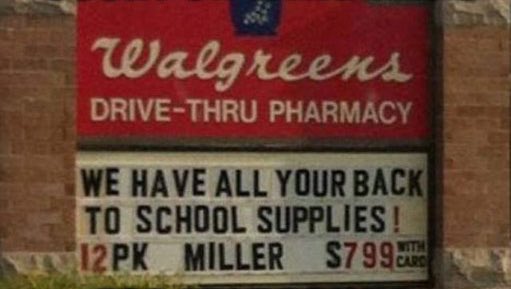 Walgreens
DRIVE-THRU PHARMACY
WE HAVE ALL YOUR BACK
TO SCHOOL SUPPLIES!
12PK MILLER $799 WITH CARD